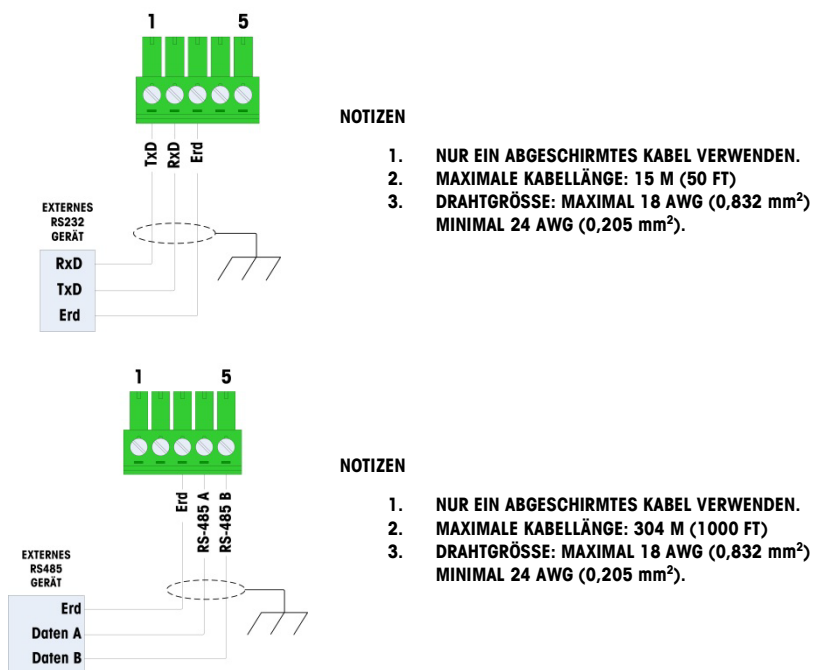 1 5
TxD
RxD
Erd
EXTERNES
RS232
GERÄT
RxD
TxD
Erd
NOTIZEN
1. NUR EIN ABGESCHIRMTES KABEL VERWENDEN.
2. MAXIMALE KABELLÄNGE: 15 M (50 FT)
3. DRAHTGRÖSSE: MAXIMAL 18 AWG (0,832 mm²)
MINIMAL 24 AWG (0,205 mm²).
1 5
Erd
RS-485 A
RS-485 B
EXTERNES
RS485
GERÄT
Erd
Daten A
Daten B
NOTIZEN
1. NUR EIN ABGESCHIRMTES KABEL VERWENDEN.
2. MAXIMALE KABELLÄNGE: 304 M (1000 FT)
3. DRAHTGRÖSSE: MAXIMAL 18 AWG (0,832 mm²)
MINIMAL 24 AWG (0,205 mm²).